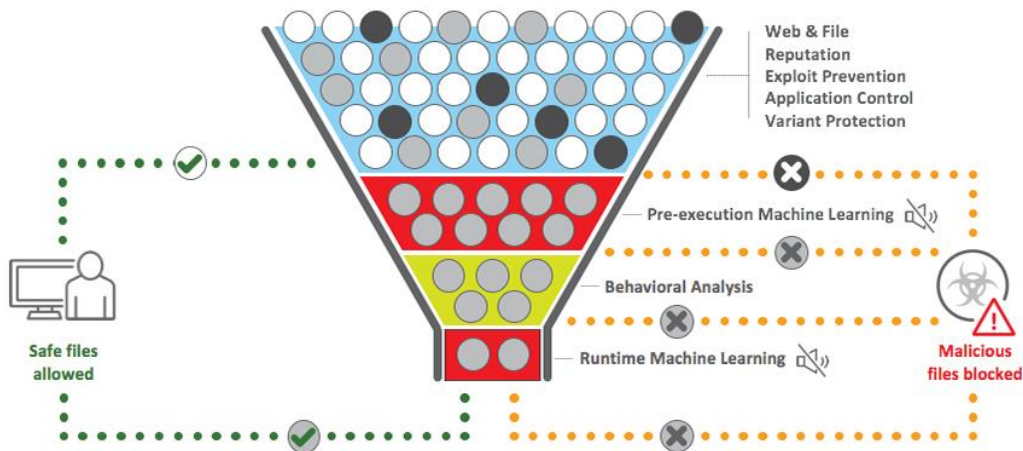 Web & File
Reputation
Exploit Prevention
Application Control
Variant Protection
Pre-execution Machine Learning
Behavioral Analysis
Runtime Machine Learning
Safe files
allowed
Malicious
files blocked